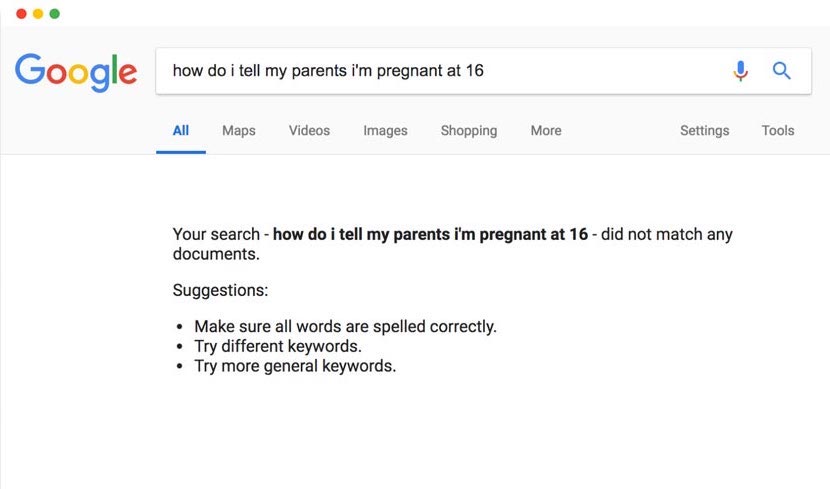 Google
how do i tell my parents i'm pregnant at 16
All Maps Videos Images Shopping More Settings Tools
Your search - how do i tell my parents i'm pregnant at 16 - did not match any
documents.
Suggestions:
• Make sure all words are spelled correctly.
• Try different keywords.
• Try more general keywords.